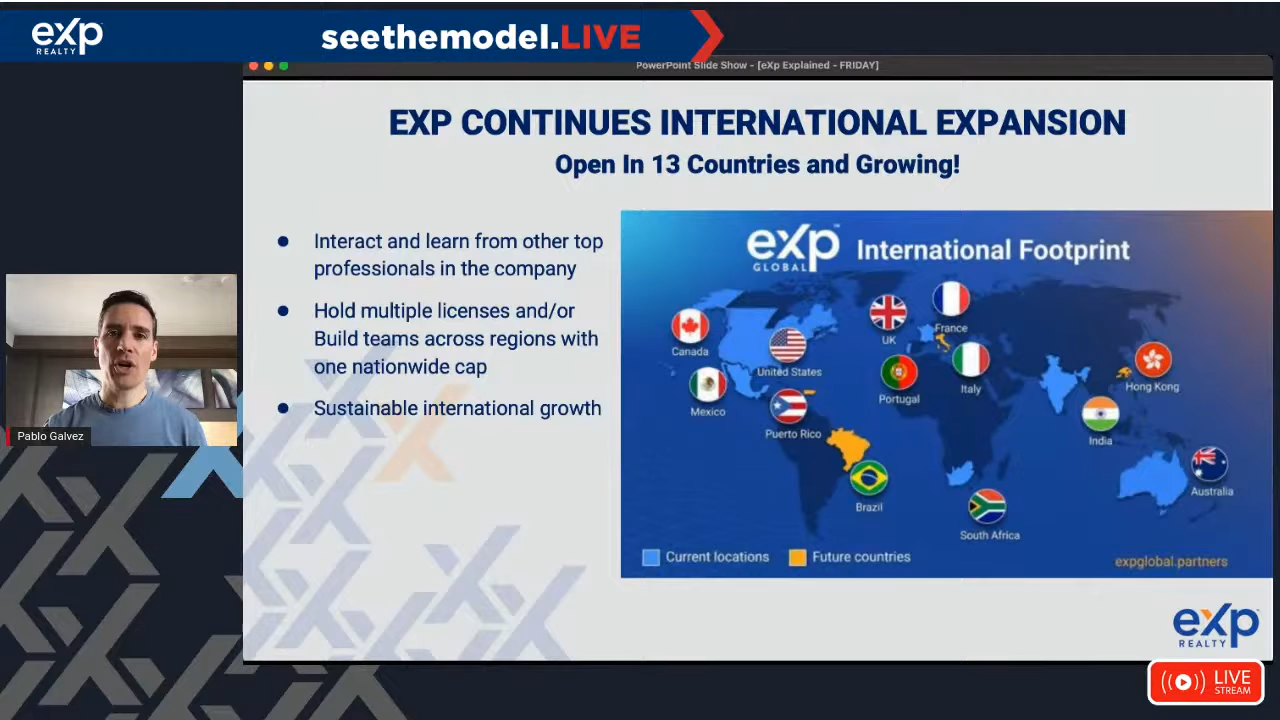 eXp
REALTY
seethemodel.LIVE
PowerPoint Slide Show - [eXp Explained - FRIDAY]
EXP CONTINUES INTERNATIONAL EXPANSION
Open In 13 Countries and Growing!
● Interact and learn from other top
professionals in the company
● Hold multiple licenses and/or
Build teams across regions with
one nationwide cap
● Sustainable international growth
eXp
GLOBAL
International Footprint
Canada
United States
Mexico
Puerto Rico
Brazil
UK
France
Portugal
Italy
South Africa
Hong Kong
India
Australia
Current locations
Future countries
expglobal.partners
Pablo Galvez
eXp
REALTY
LIVE
STREAM